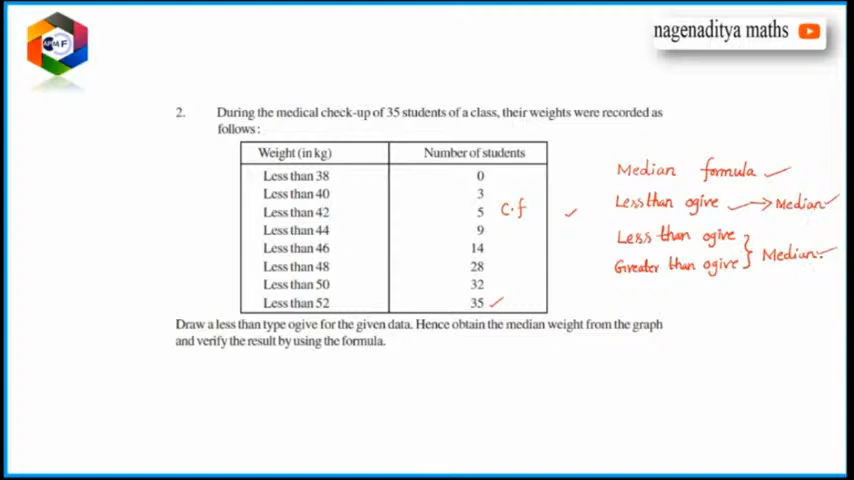 APMF
nagenaditya maths
2. During the medical check-up of 35 students of a class, their weights were recorded as
follows :
Weight (in kg) Number of students
Less than 38 0
Less than 40 3
Less than 42 5
Less than 44 9
Less than 46 14
Less than 48 28
Less than 50 32
Less than 52 35
C.f
Draw a less than type ogive for the given data. Hence obtain the median weight from the graph
and verify the result by using the formula.
Median formula
Less than ogive → Median
Less than ogive
Greater than ogive } Median